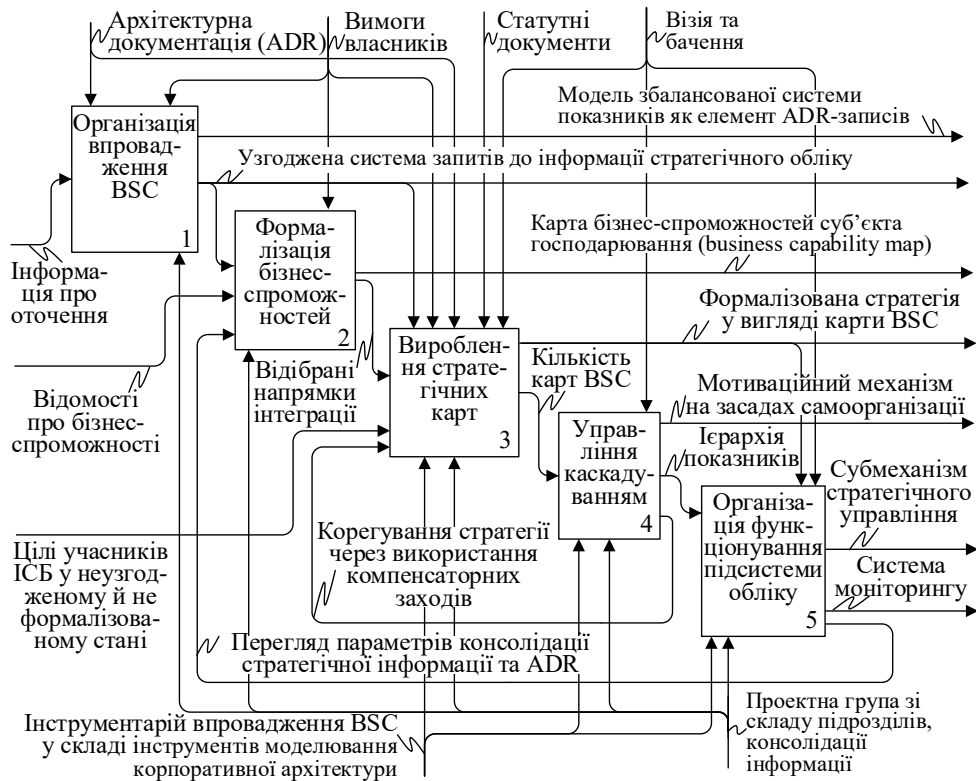 Архітектурна
документація (ADR)
Вимоги
власників
Статутні
документи
Візія та
бачення
Організація
впровад-
ження
BSC
1
Модель збалансованої системи
показників як елемент ADR-записів
Узгоджена система запитів до інформації стратегічного обліку
Інформа-
ція про
оточення
Форма-
лізація
бізнес-
спромож-
ностей
2
Карта бізнес-спроможностей суб’єкта
господарювання (business capability map)
Формалізована стратегія
у вигляді карти BSC
Відомості
про бізнес-
спроможності
Відібрані
напрямки
інтеграції
Вироблен-
ня страте-
гічних
карт
3
Кількість
карт BSC
Мотиваційний механізм
на засадах самоорганізації
Управ-
ління
каскаду-
ванням
4
Ієрархія
показників
Цілі учасників
ІСБ у неузгод-
женому й не
формалізова-
ному стані
Корегування стратегії
через використання
компенсаторних
заходів
Організа-
ція функ-
ціонування
підсистеми
обліку
5
Субмеханізм
стратегічного
управління
Система
моніторингу
Перегляд параметрів консолідації
стратегічної інформації та ADR
Інструментарій впровадження BSC
у складі інструментів моделювання
корпоративної архітектури
Проектна група зі
складу підрозділів,
консолідації
інформації